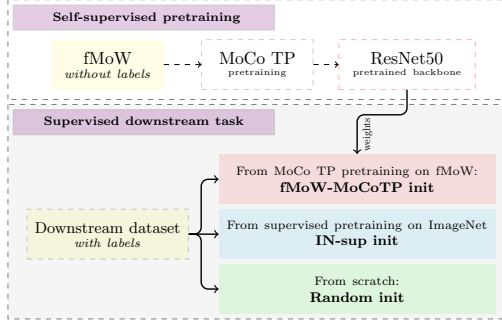 Self-supervised pretraining
fMoW
without labels
MoCo TP
pretraining
ResNet50
pretrained backbone
Supervised downstream task
weights
From MoCo TP pretraining on fMoW:
fMoW-MoCoTP init
Downstream dataset
with labels
From supervised pretraining on ImageNet
IN-sup init
From scratch:
Random init